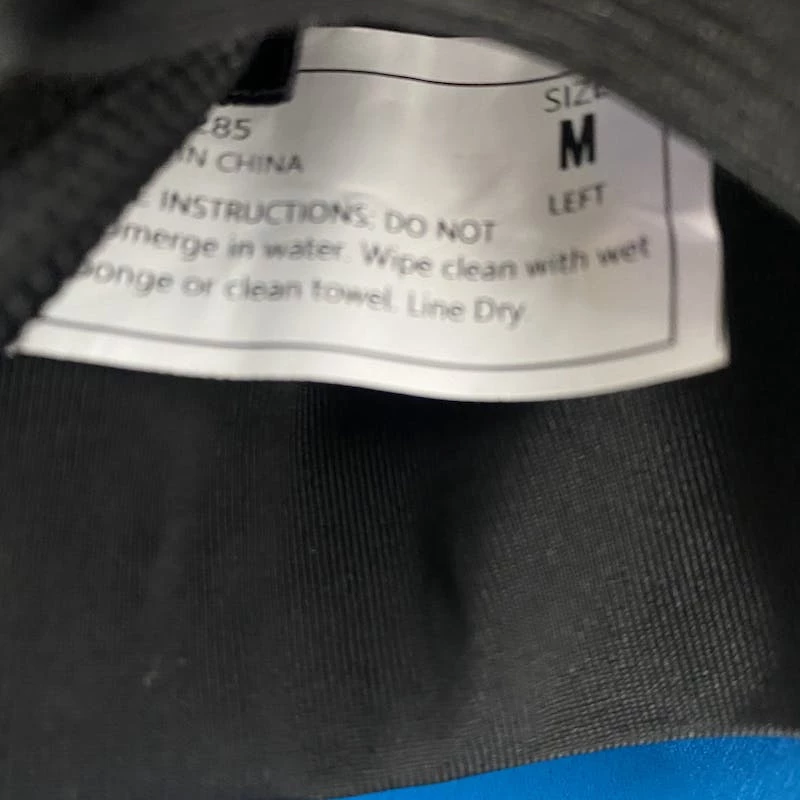 SIZE
M
LEFT
85
IN CHINA
INSTRUCTIONS: DO NOT
merge in water. Wipe clean with wet
onge or clean towel. Line Dry